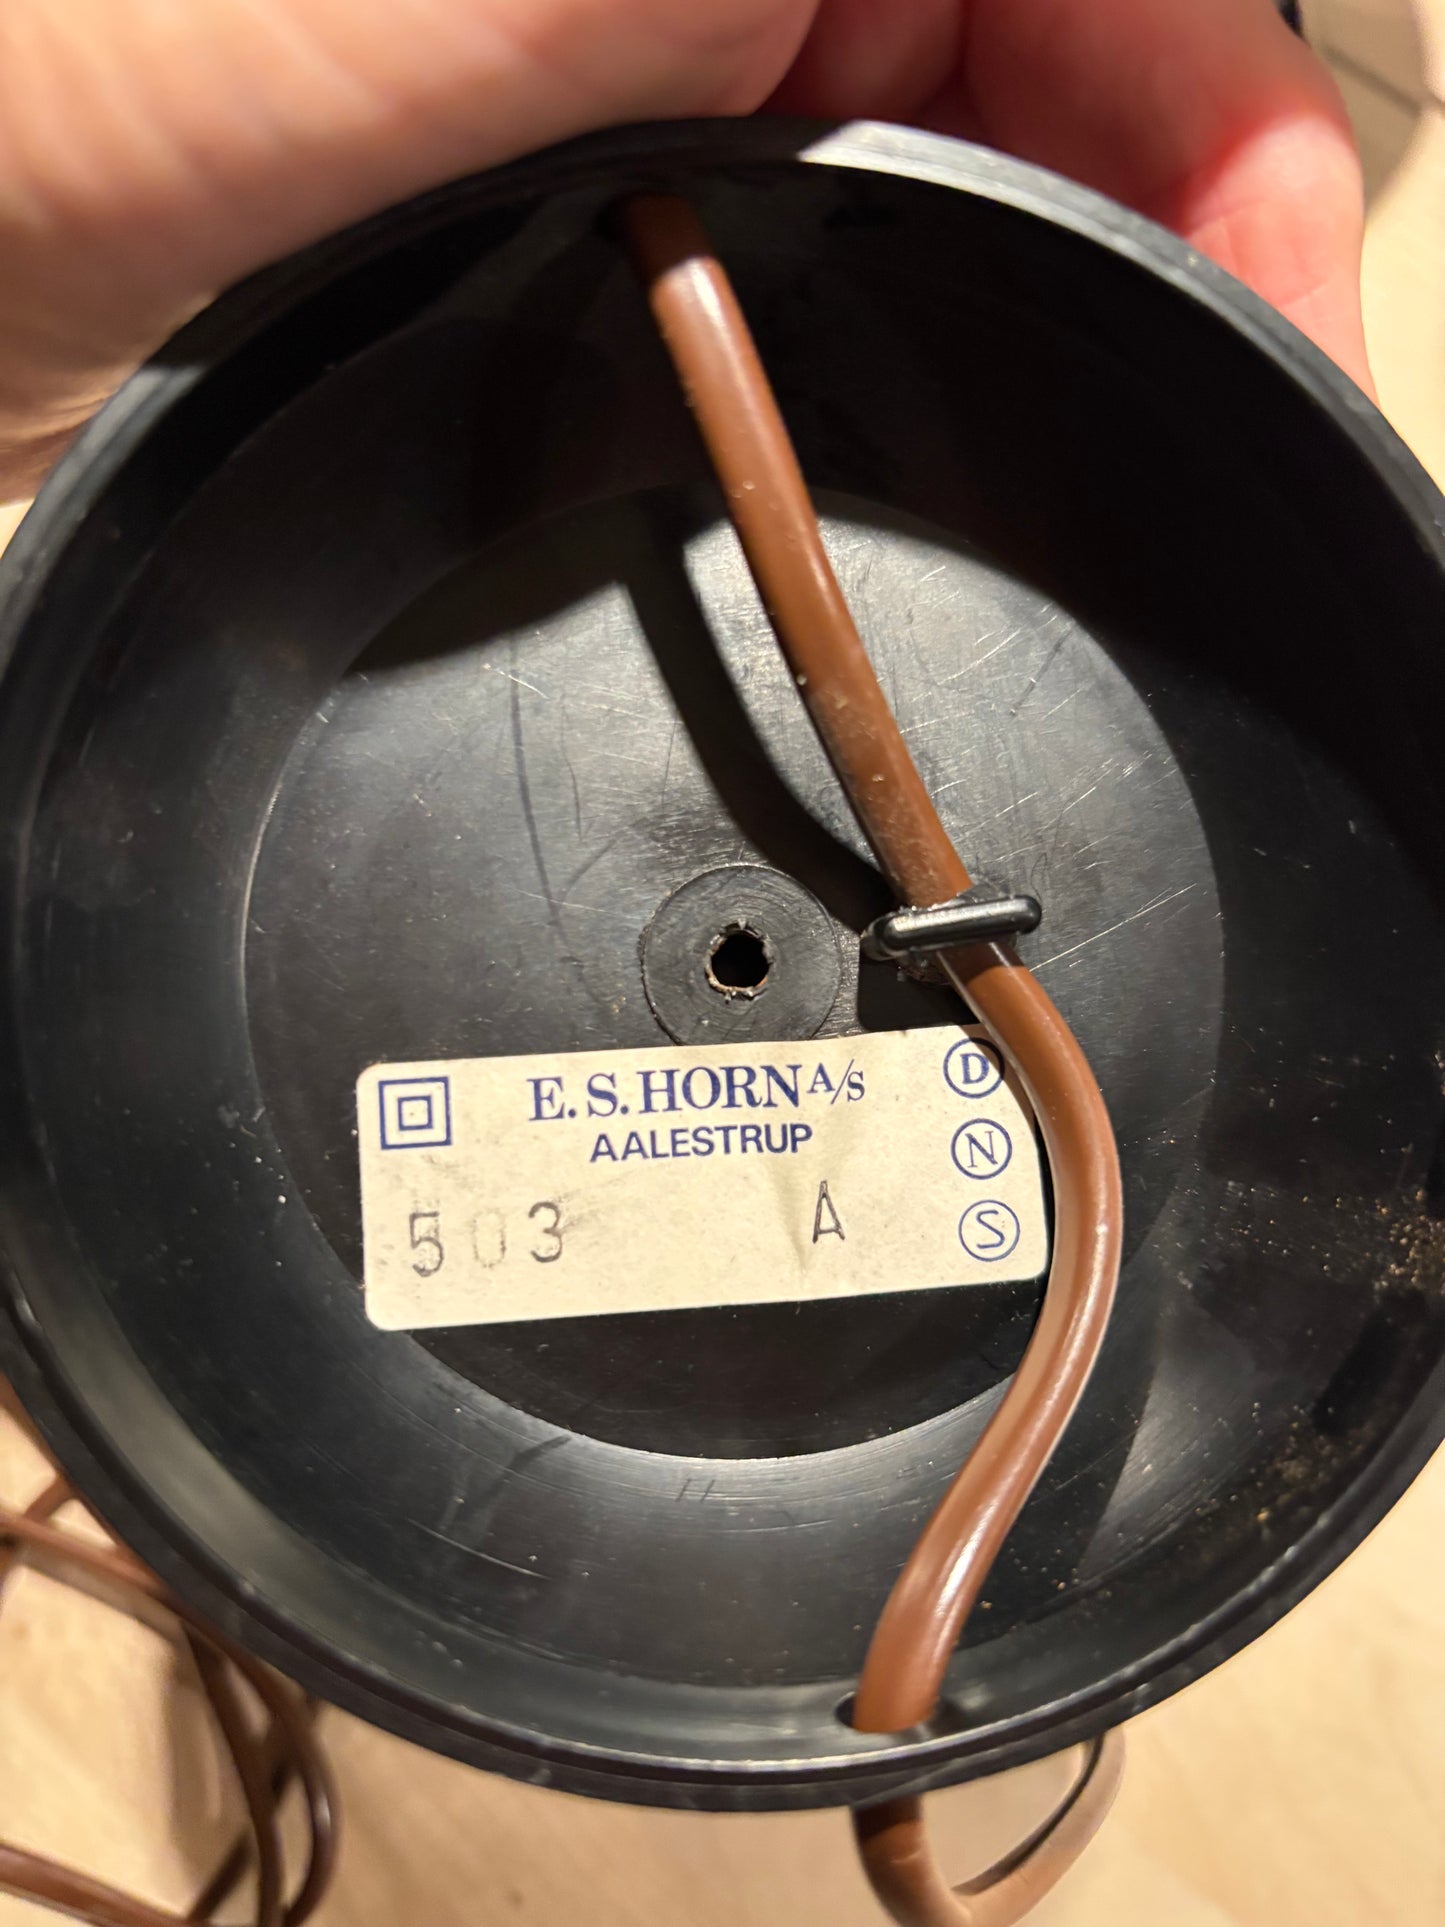 E. S. HORN A/S
AALESTRUP
503 A
D
N
S